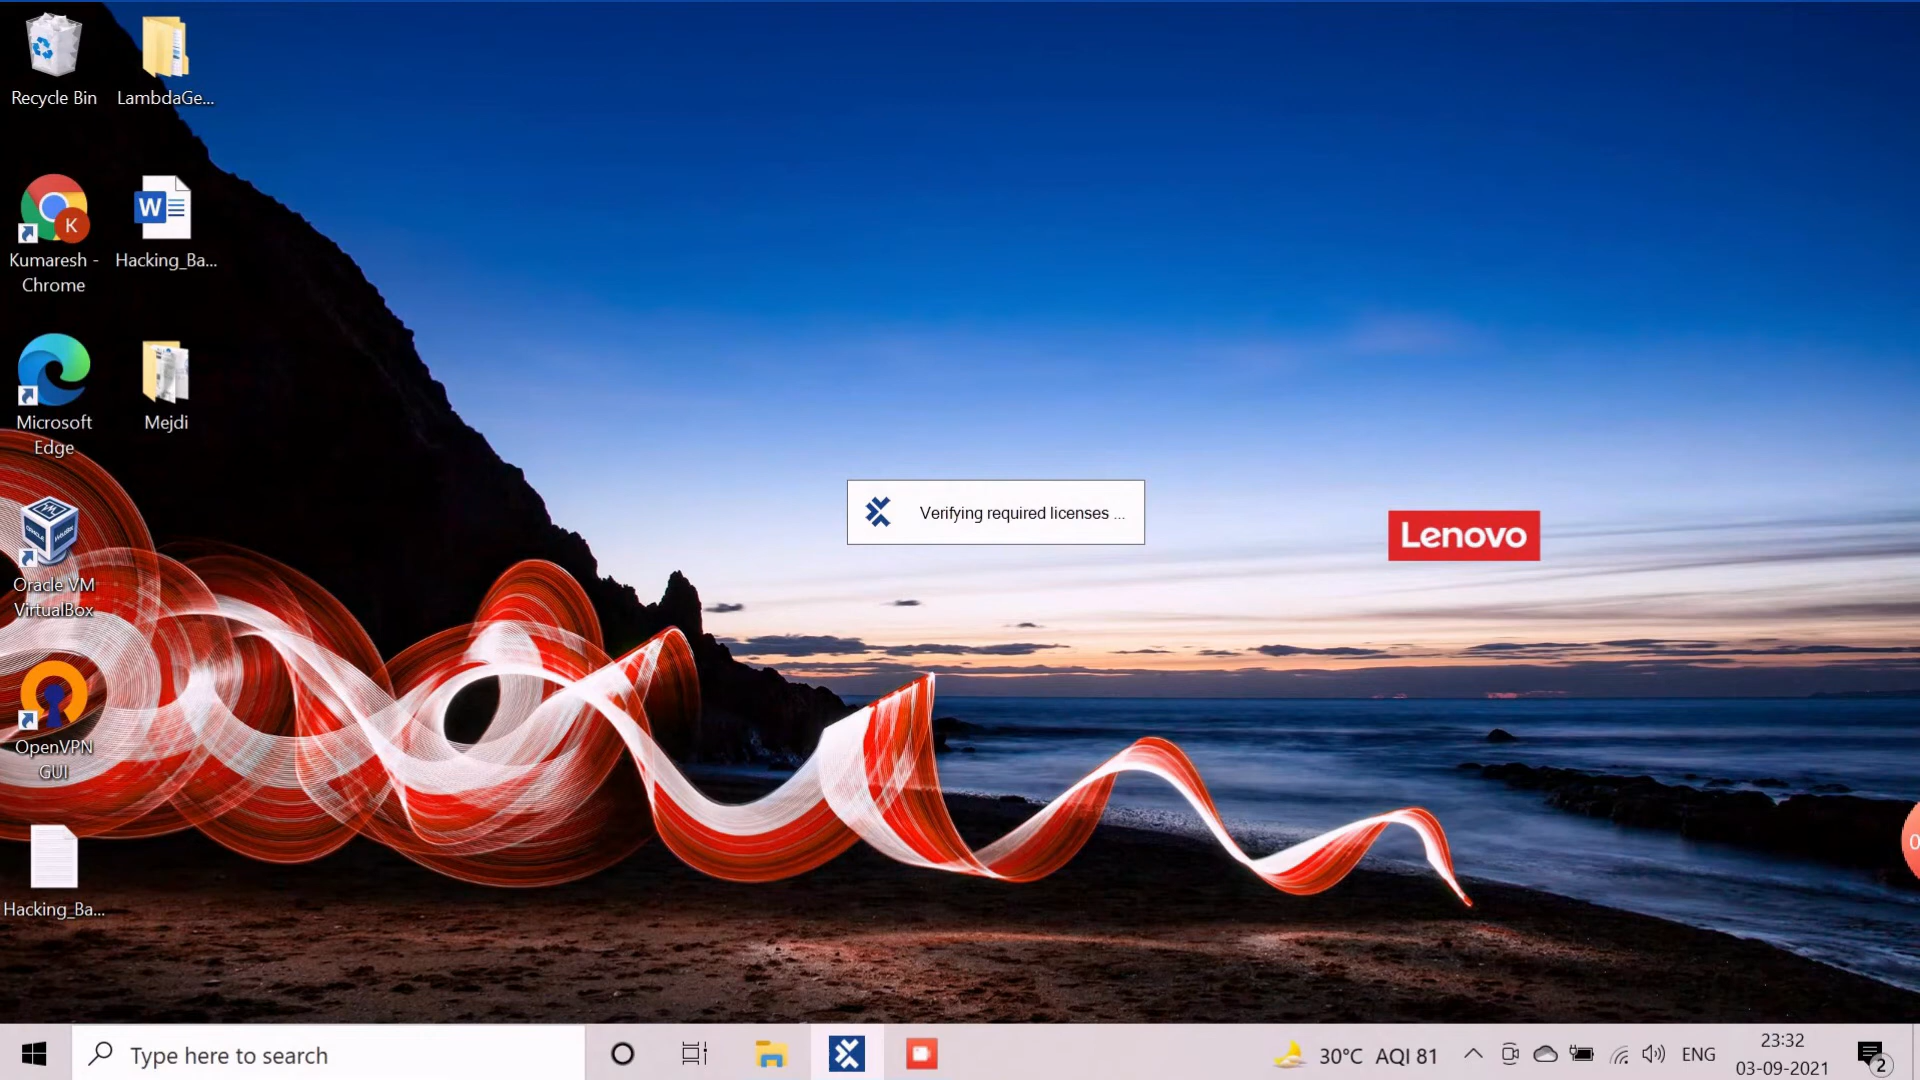 Recycle Bin
LambdaGe...
K
Kumaresh -
Chrome
W
Hacking_Ba...
Microsoft
Edge
Mejdi
Verifying required licenses ...
Lenovo
Oracle VM
VirtualBox
OpenVPN
GUI
0
Hacking_Ba...
Type here to search
30°C AQI 81
ENG
23:32
03-09-2021
2